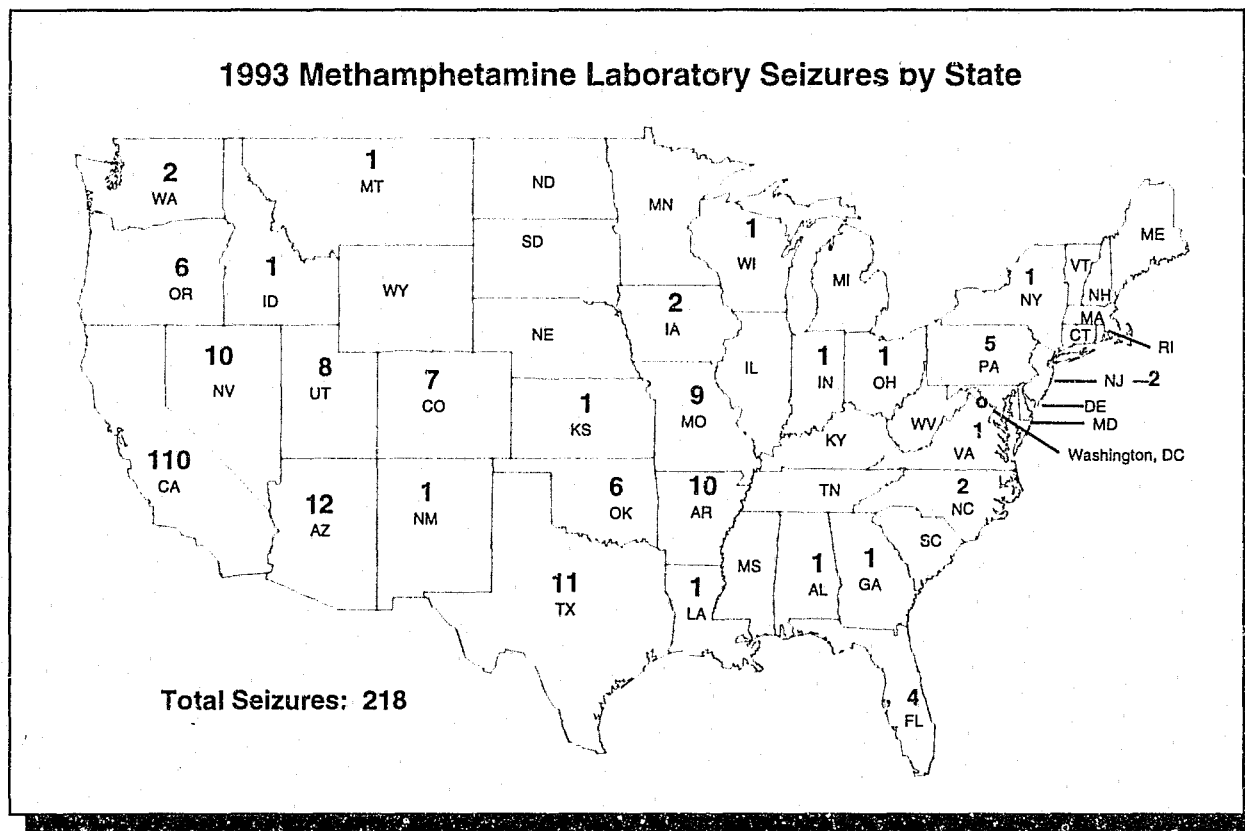 1993 Methamphetamine Laboratory Seizures by State
2
WA
1
MT
ND
MN
SD
6
OR
1
ID
WY
1
WI
MI
ME
VT
NH
1
NY
MA
CT
RI
NE
2
IA
10
NV
8
UT
7
CO
1
KS
9
MO
IL
1
IN
1
OH
5
PA
NJ
2
DE
MD
Washington, DC
WV
1
VA
KY
110
CA
12
AZ
1
NM
6
OK
10
AR
TN
2
NC
SC
11
TX
1
LA
MS
1
AL
1
GA
4
FL
Total Seizures: 218